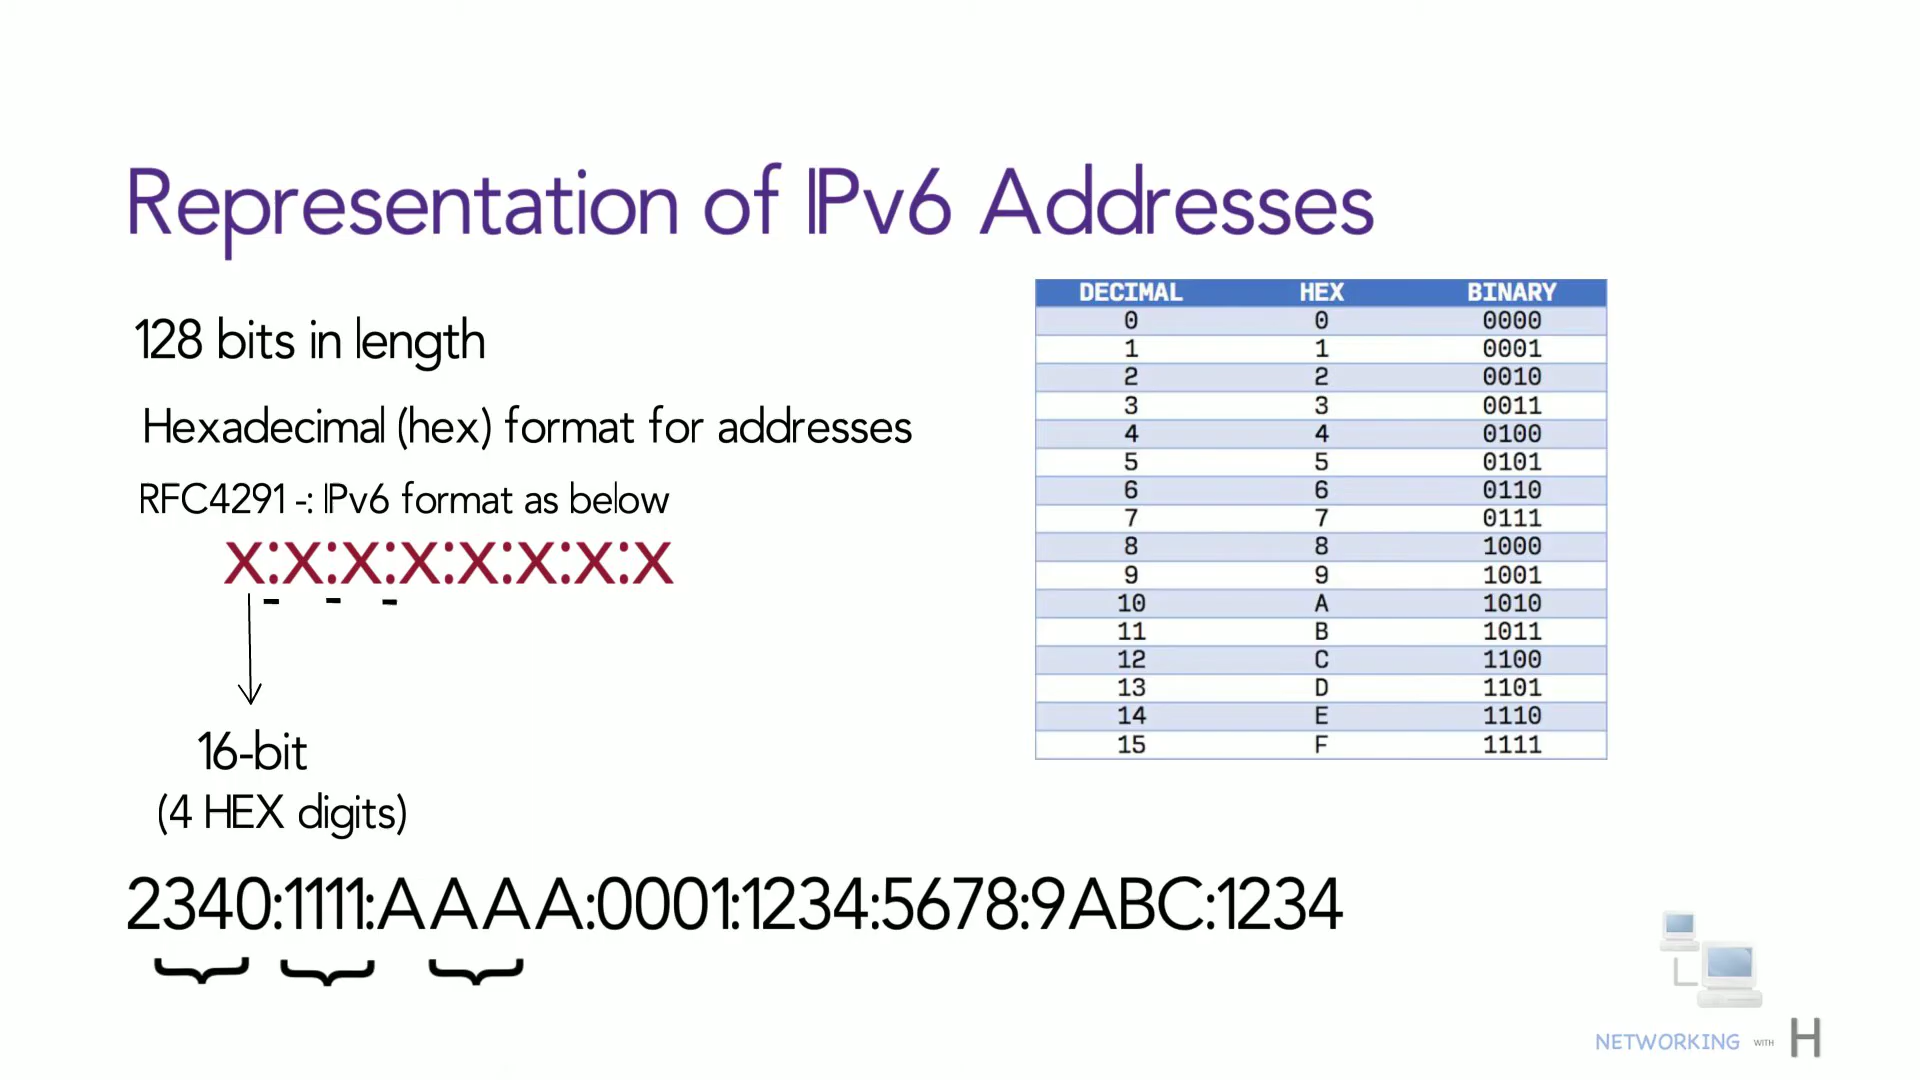 Representation of IPv6 Addresses
128 bits in length
Hexadecimal (hex) format for addresses
RFC4291 -: IPv6 format as below
X:X:X:X:X:X:X:X
- - -
16-bit
(4 HEX digits)
2340:1111:AAAA:0001:1234:5678:9ABC:1234
DECIMAL HEX BINARY
0 0 0000
1 1 0001
2 2 0010
3 3 0011
4 4 0100
5 5 0101
6 6 0110
7 7 0111
8 8 1000
9 9 1001
10 A 1010
11 B 1011
12 C 1100
13 D 1101
14 E 1110
15 F 1111
NETWORKING WITH H